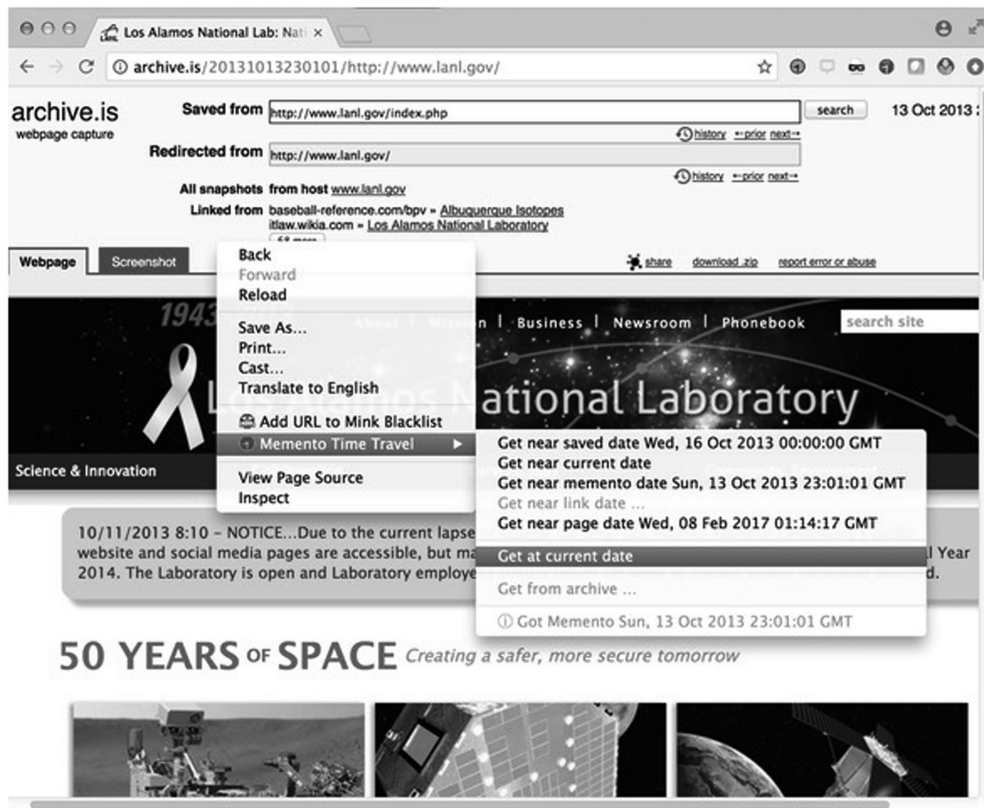 Los Alamos National Lab: Nati ×
archive.is/20131013230101/http://www.lanl.gov/
archive.is
webpage capture
Saved from http://www.lanl.gov/index.php search 13 Oct 2013
history ←prior next→
Redirected from http://www.lanl.gov/
history ←prior next→
All snapshots from host www.lanl.gov
Linked from baseball-reference.com/bpv » Albuquerque Isotopes
itlaw.wikia.com » Los Alamos National Laboratory
Webpage Screenshot share download .zip report error or abuse
Back
Forward
Reload
Save As...
Print...
Cast...
Translate to English
Add URL to Mink Blacklist
Memento Time Travel
View Page Source
Inspect
1943
About | Mission | Business | Newsroom | Phonebook search site
Los Alamos National Laboratory
Science & Innovation
Get near saved date Wed, 16 Oct 2013 00:00:00 GMT
Get near current date
Get near memento date Sun, 13 Oct 2013 23:01:01 GMT
Get near link date ...
Get near page date Wed, 08 Feb 2017 01:14:17 GMT
Get at current date
Get from archive ...
Got Memento Sun, 13 Oct 2013 23:01:01 GMT
10/11/2013 8:10 – NOTICE...Due to the current lapse
website and social media pages are accessible, but ma l Year
2014. The Laboratory is open and Laboratory employe d.
50 YEARS OF SPACE Creating a safer, more secure tomorrow